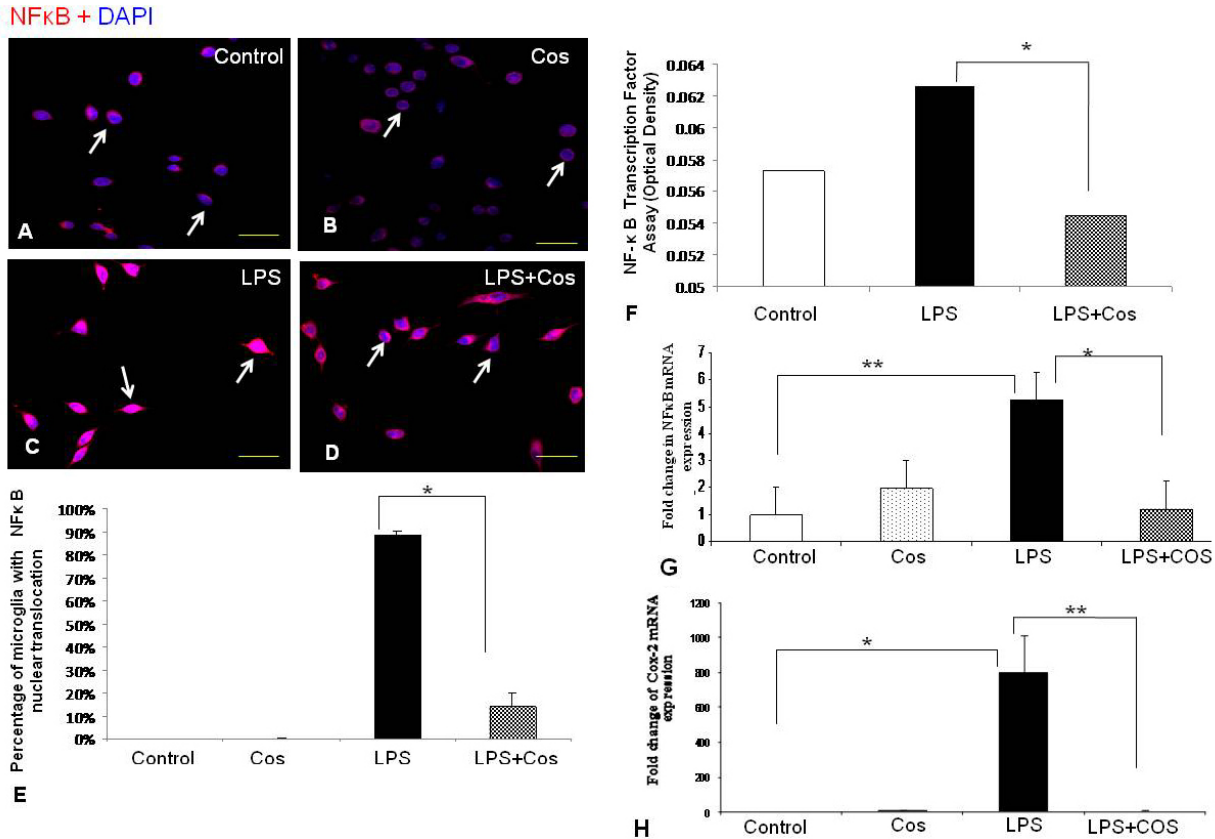 NFκB + DAPI
Control
A
Cos
B
LPS
C
LPS+Cos
D
Percentage of microglia with NFκ B
nuclear translocation
100%
90%
80%
70%
60%
50%
40%
30%
20%
10%
0%
*
Control
Cos
LPS
LPS+Cos
E
NF-κ B Transcription Factor
Assay (Optical Density)
0.064
0.062
0.06
0.058
0.056
0.054
0.052
0.05
*
Control
LPS
LPS+Cos
F
Fold change in NFκB mRNA
expression
7
6
5
4
3
2
1
0
**
*
Control
Cos
LPS
LPS+COS
G
Fold change of Cox-2 mRNA
expression
1200
1000
800
600
400
200
0
*
**
Control
Cos
LPS
LPS+COS
H